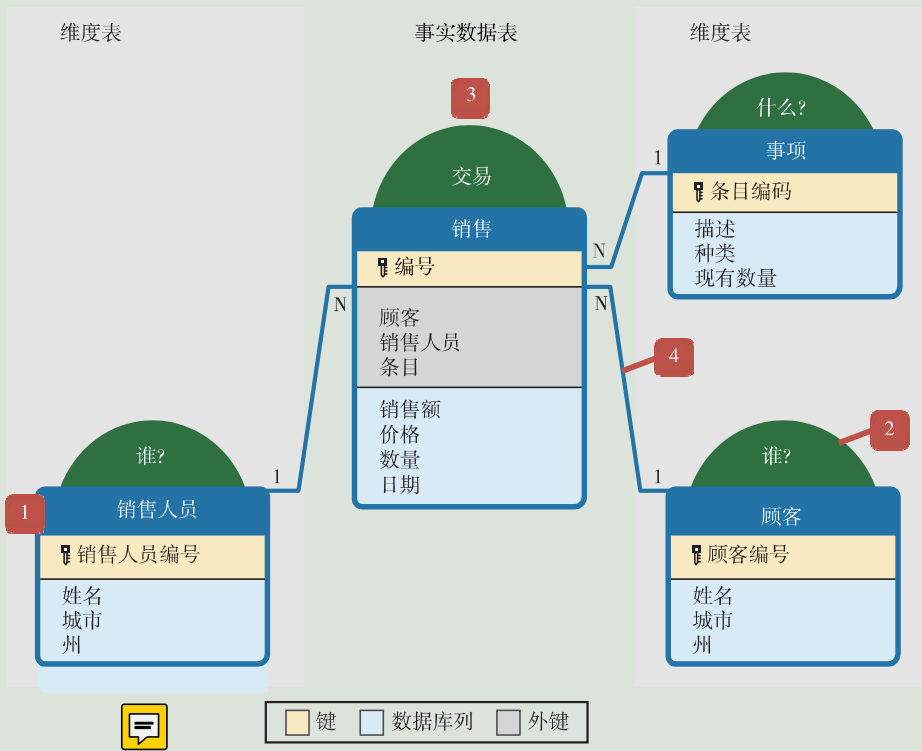 维度表
事实数据表
维度表
3
交易
销售
编号
顾客
销售人员
条目
销售额
价格
数量
日期
什么?
事项
条目编码
描述
种类
现有数量
1
N
N
N
1
1
4
2
谁?
1
销售人员
销售人员编号
姓名
城市
州
谁?
顾客
顾客编号
姓名
城市
州
键
数据库列
外键